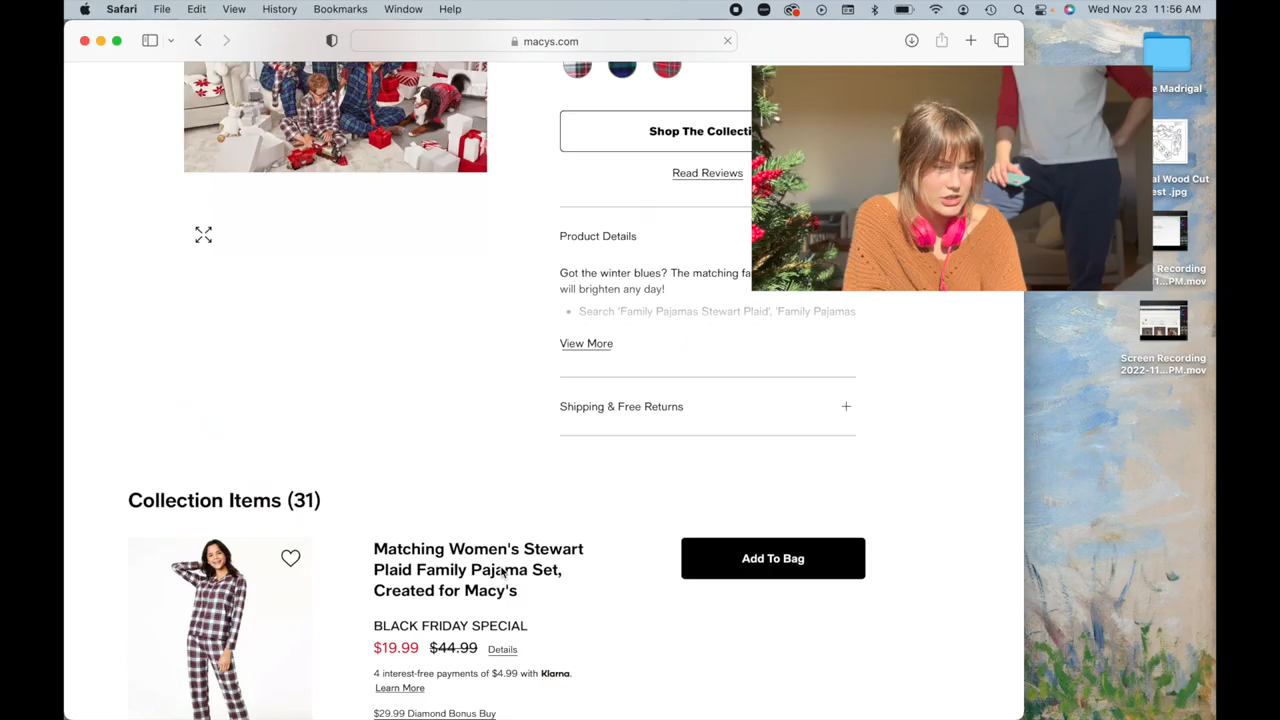 Safari File Edit View History Bookmarks Window Help Wed Nov 23 11:56 AM
macys.com
Shop The Collecti
Read Reviews
Product Details
Got the winter blues? The matching fa
will brighten any day!
Search 'Family Pajamas Stewart Plaid', 'Family Pajamas
View More
Shipping & Free Returns
Collection Items (31)
Matching Women's Stewart
Plaid Family Pajama Set,
Created for Macy's
BLACK FRIDAY SPECIAL
$19.99 $44.99 Details
4 interest-free payments of $4.99 with Klarna.
Learn More
$29.99 Diamond Bonus Buy
Add To Bag
e Madrigal
al Wood Cut
est .jpg
Recording
11...PM.mov
Screen Recording
2022-11...PM.mov